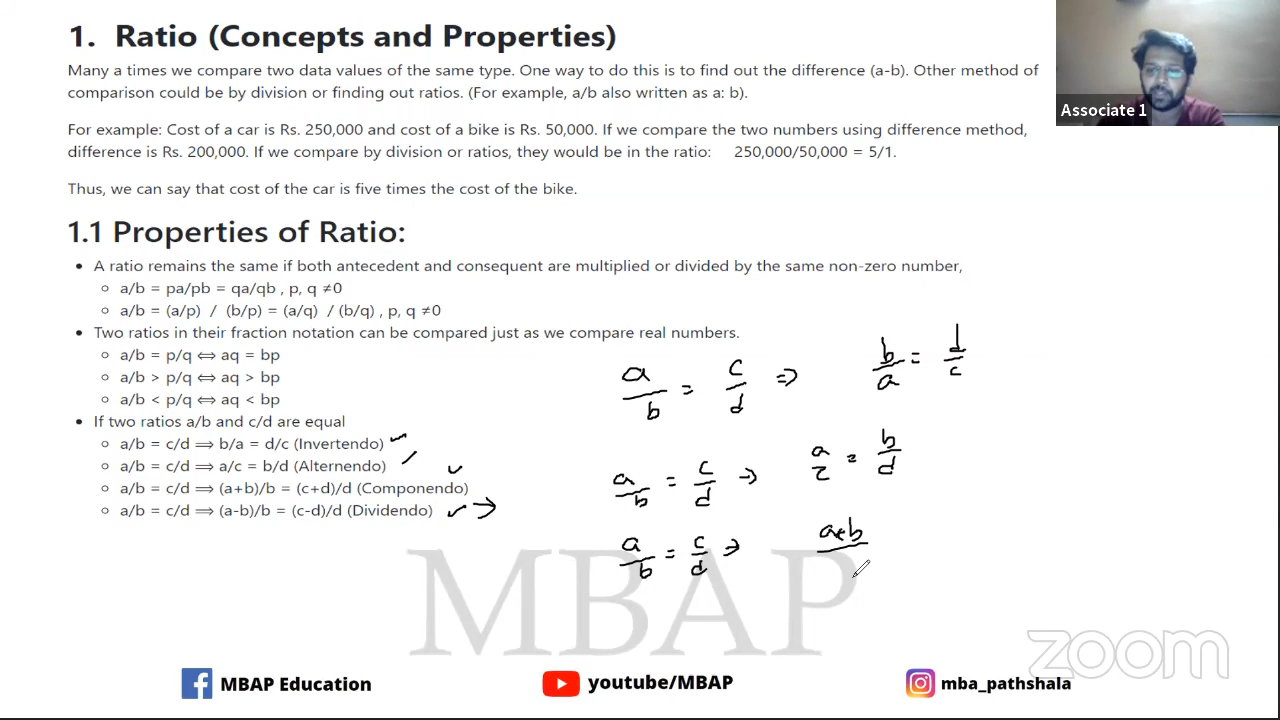 1. Ratio (Concepts and Properties)
Many a times we compare two data values of the same type. One way to do this is to find out the difference (a-b). Other method of
comparison could be by division or finding out ratios. (For example, a/b also written as a: b).
For example: Cost of a car is Rs. 250,000 and cost of a bike is Rs. 50,000. If we compare the two numbers using difference method,
difference is Rs. 200,000. If we compare by division or ratios, they would be in the ratio: 250,000/50,000 = 5/1.
Thus, we can say that cost of the car is five times the cost of the bike.
1.1 Properties of Ratio:
• A ratio remains the same if both antecedent and consequent are multiplied or divided by the same non-zero number,
○ a/b = pa/pb = qa/qb , p, q ≠0
○ a/b = (a/p) / (b/p) = (a/q) / (b/q) , p, q ≠0
• Two ratios in their fraction notation can be compared just as we compare real numbers.
○ a/b = p/q ⟺ aq = bp
○ a/b > p/q ⟺ aq > bp
○ a/b < p/q ⟺ aq < bp
• If two ratios a/b and c/d are equal
○ a/b = c/d ⟹ b/a = d/c (Invertendo)
○ a/b = c/d ⟹ a/c = b/d (Alternendo)
○ a/b = c/d ⟹ (a+b)/b = (c+d)/d (Componendo)
○ a/b = c/d ⟹ (a-b)/b = (c-d)/d (Dividendo)
a/b = c/d ⇒ b/a = d/c
a/b = c/d ⇒ a/c = b/d
a/b = c/d ⇒ a+b
Associate 1
MBAP
zoom
MBAP Education
youtube/MBAP
mba_pathshala